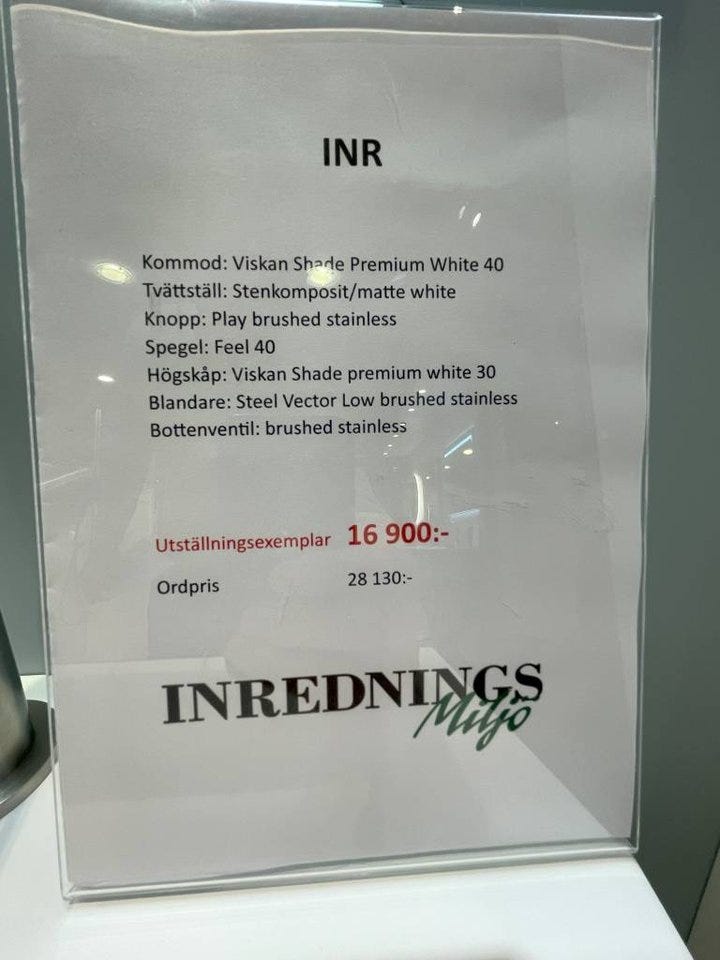 INR
Kommod: Viskan Shade Premium White 40
Tvättställ: Stenkomposit/matte white
Knopp: Play brushed stainless
Spegel: Feel 40
Högskåp: Viskan Shade premium white 30
Blandare: Steel Vector Low brushed stainless
Bottenventil: brushed stainless
Utställningsexemplar 16 900:-
Ordpris 28 130:-
INREDNINGS
Miljö